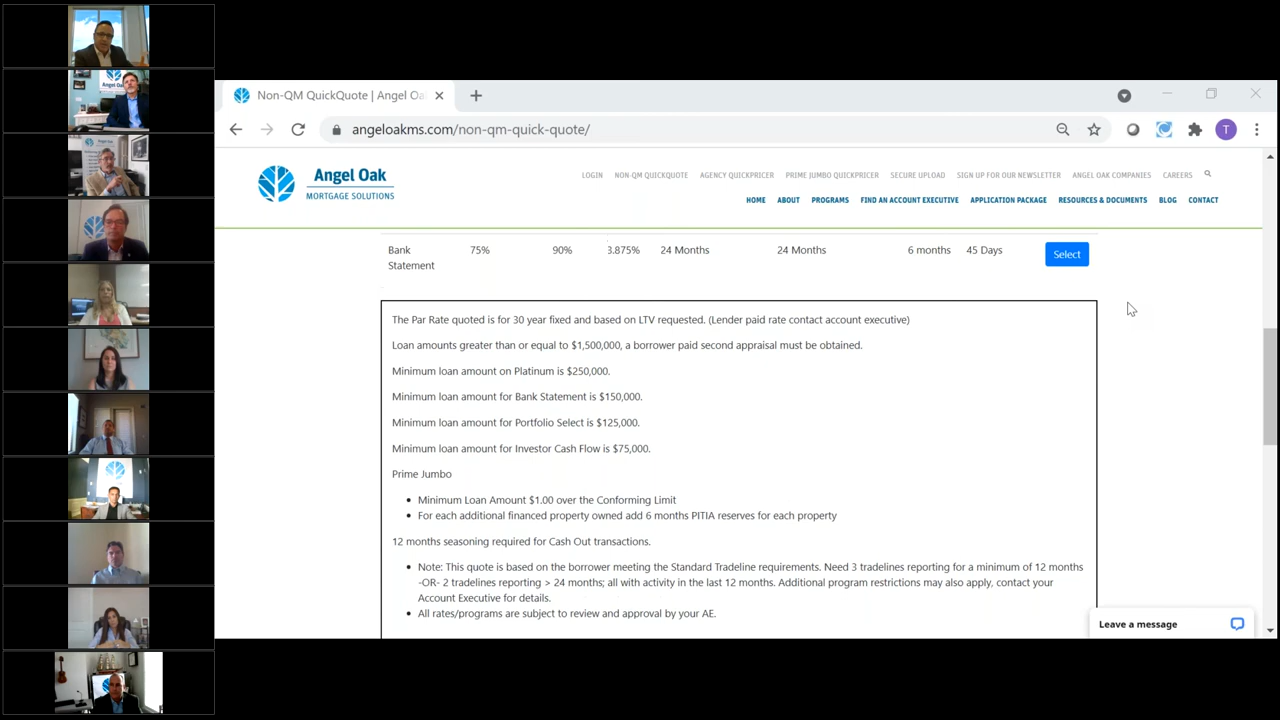 Non-QM QuickQuote | Angel Oa
angeloakms.com/non-qm-quick-quote/
T
Angel Oak
MORTGAGE SOLUTIONS
LOGIN NON-QM QUICKQUOTE AGENCY QUICKPRICER PRIME JUMBO QUICKPRICER SECURE UPLOAD SIGN UP FOR OUR NEWSLETTER ANGEL OAK COMPANIES CAREERS
HOME ABOUT PROGRAMS FIND AN ACCOUNT EXECUTIVE APPLICATION PACKAGE RESOURCES & DOCUMENTS BLOG CONTACT
Bank 75% 90% 3.875% 24 Months 24 Months 6 months 45 Days Select
Statement
The Par Rate quoted is for 30 year fixed and based on LTV requested. (Lender paid rate contact account executive)
Loan amounts greater than or equal to $1,500,000, a borrower paid second appraisal must be obtained.
Minimum loan amount on Platinum is $250,000.
Minimum loan amount for Bank Statement is $150,000.
Minimum loan amount for Portfolio Select is $125,000.
Minimum loan amount for Investor Cash Flow is $75,000.
Prime Jumbo
• Minimum Loan Amount $1.00 over the Conforming Limit
• For each additional financed property owned add 6 months PITIA reserves for each property
12 months seasoning required for Cash Out transactions.
• Note: This quote is based on the borrower meeting the Standard Tradeline requirements. Need 3 tradelines reporting for a minimum of 12 months
-OR- 2 tradelines reporting > 24 months; all with activity in the last 12 months. Additional program restrictions may also apply, contact your
Account Executive for details.
• All rates/programs are subject to review and approval by your AE.
Leave a message